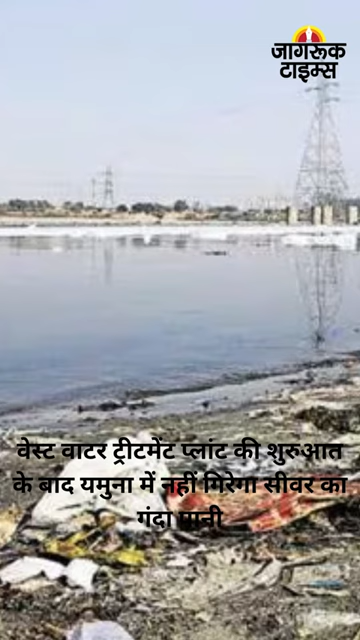 जागरूक
टाइम्स
वेस्ट वाटर ट्रीटमेंट प्लांट की शुरुआत
के बाद यमुना में नहीं गिरेगा सीवर का
गंदा पानी